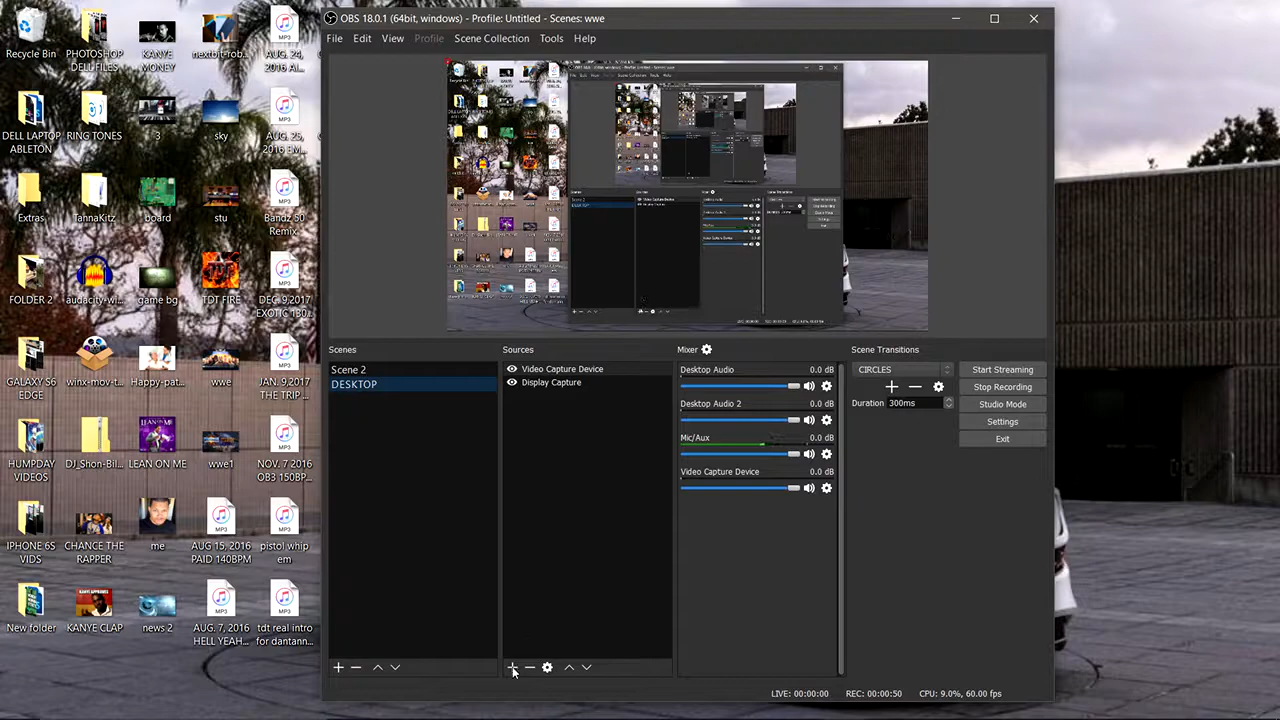 OBS 18.0.1 (64bit, windows) - Profile: Untitled - Scenes: wwe
File Edit View Profile Scene Collection Tools Help
Recycle Bin
PHOTOSHOP DELL FILES
KANYE MONEY
nextbit-rob...
AUG. 24, 2016 Al...
DELL LAPTOP ABLETON
RING TONES
3
sky
AUG. 25, 2016 EM...
Extras
TannaKitz
board
stu
Bandz 50 Remix
FOLDER 2
audacity-wi...
game bg
TDT FIRE
DEC. 9,2017 EXOTIC 130...
GALAXY S6 EDGE
winx-mov-t...
Happy-pat...
wwe
JAN. 9,2017 THE TRIP ...
HUMPDAY VIDEOS
DJ_Shon-Bil...
LEAN ON ME
wwe1
NOV. 7 2016 OB3 150BP...
IPHONE 6S VIDS
CHANCE THE RAPPER
me
AUG 15, 2016 PAID 140BPM
pistol whip em
New folder
KANYE CLAP
news 2
AUG. 7, 2016 HELL YEAH...
tdt real intro for dantann...
Scenes
Scene 2
DESKTOP
Sources
Video Capture Device
Display Capture
Mixer
Desktop Audio 0.0 dB
Desktop Audio 2 0.0 dB
Mic/Aux 0.0 dB
Video Capture Device 0.0 dB
Scene Transitions
CIRCLES
Duration 300ms
Start Streaming
Stop Recording
Studio Mode
Settings
Exit
LIVE: 00:00:00 REC: 00:00:50 CPU: 9.0%, 60.00 fps